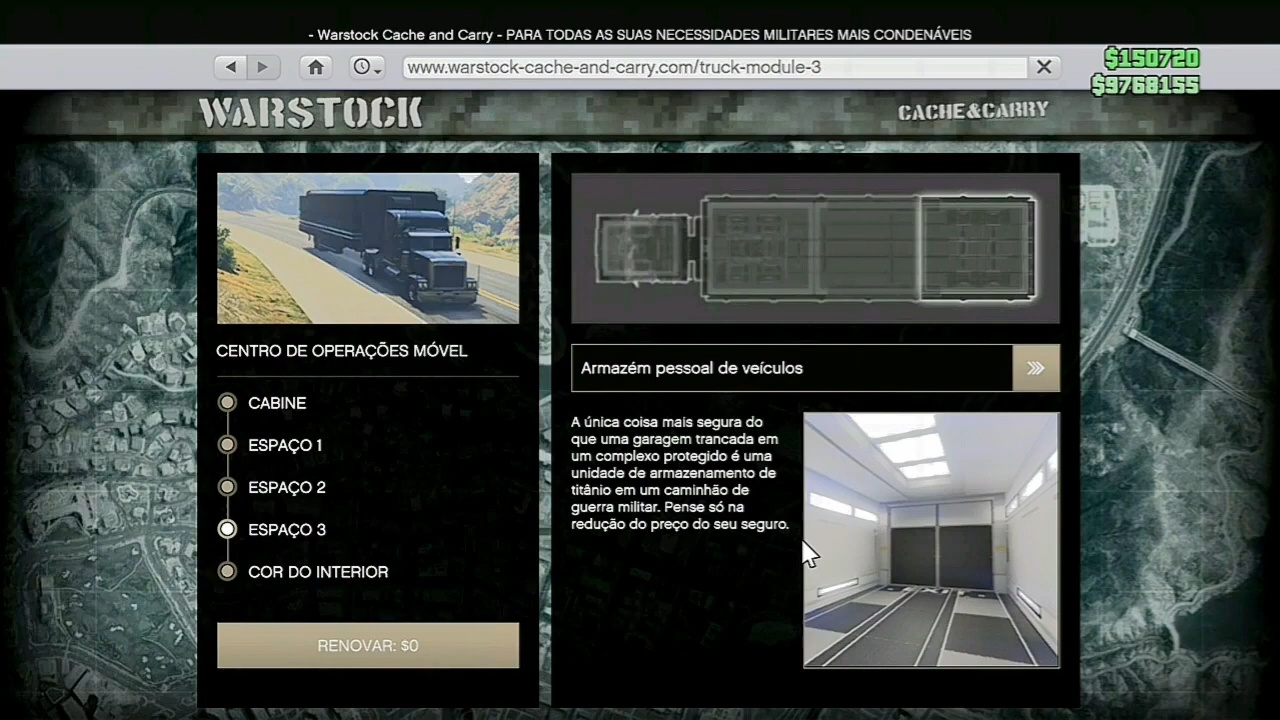 - Warstock Cache and Carry - PARA TODAS AS SUAS NECESSIDADES MILITARES MAIS CONDENÁVEIS
www.warstock-cache-and-carry.com/truck-module-3
$150720
$9768155
WARSTOCK
CACHE&CARRY
CENTRO DE OPERAÇÕES MÓVEL
CABINE
ESPAÇO 1
ESPAÇO 2
ESPAÇO 3
COR DO INTERIOR
RENOVAR: $0
Armazém pessoal de veículos
A única coisa mais segura do
que uma garagem trancada em
um complexo protegido é uma
unidade de armazenamento de
titânio em um caminhão de
guerra militar. Pense só na
redução do preço do seu seguro.